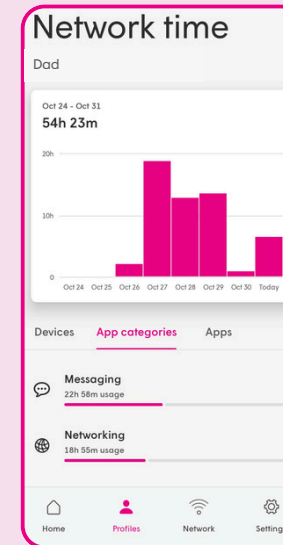 Network time
Dad
Oct 24 - Oct 31
54h 23m
20h
10h
0
Oct 24 Oct 25 Oct 26 Oct 27 Oct 28 Oct 29 Oct 30 Today
Devices App categories Apps
Messaging
22h 58m usage
Networking
18h 55m usage
Home Profiles Network Setting